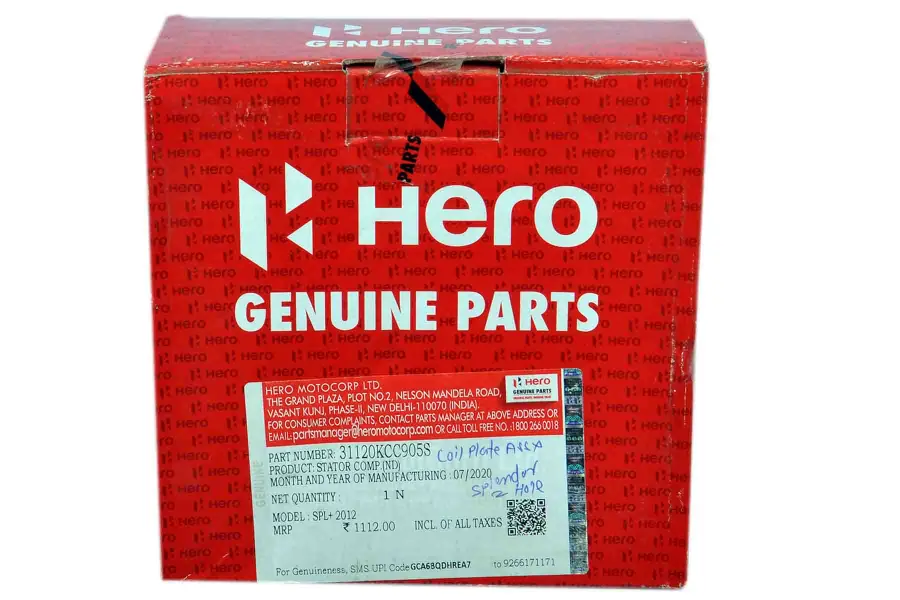 HERO
GENUINE PARTS
PARTS
Hero
GENUINE PARTS
HERO MOTOCORP LTD.
THE GRAND PLAZA, PLOT NO.2, NELSON MANDELA ROAD,
VASANT KUNJ, PHASE-II, NEW DELHI-110070 (INDIA).
FOR CONSUMER COMPLAINTS, CONTACT PARTS MANAGER AT ABOVE ADDRESS OR
EMAIL:partsmanager@heromotocorp.com OR CALL TOLL FREE NO. :1800 266 0018
Hero
GENUINE PARTS
PART NUMBER: 31120KCC905S
Coil Plate Assy
PRODUCT: STATOR COMP.(ND)
MONTH AND YEAR OF MANUFACTURING : 07/2020
Splendor
2 Hole
NET QUANTITY : 1 N
MODEL : SPL+ 2012
MRP ₹ 1112.00 INCL. OF ALL TAXES
For Genuineness, SMS UPI Code GCA68QDHREA7 to 9266171171
GENUINE